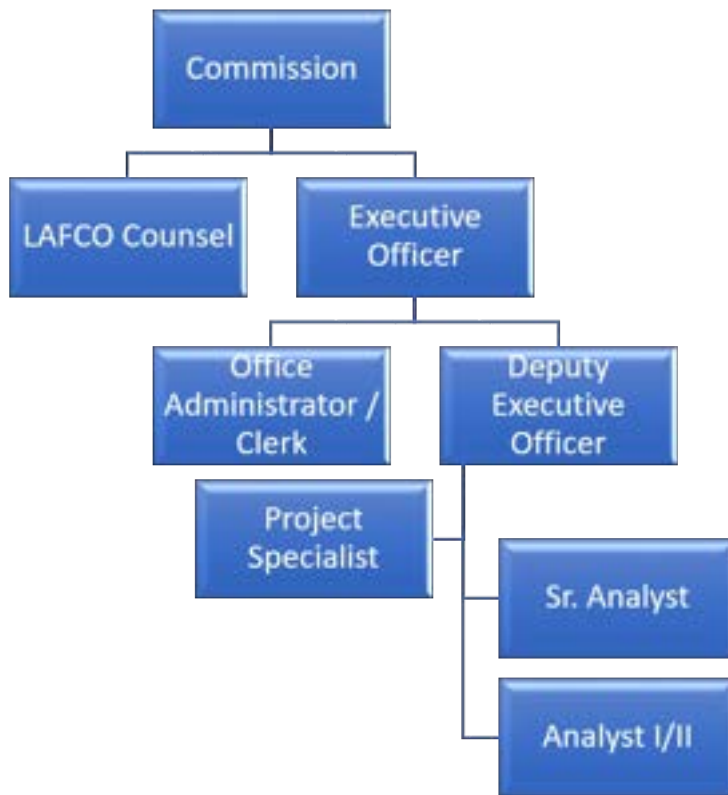 Commission
LAFCO Counsel
Executive
Officer
Office
Administrator /
Clerk
Deputy
Executive
Officer
Project
Specialist
Sr. Analyst
Analyst I/II